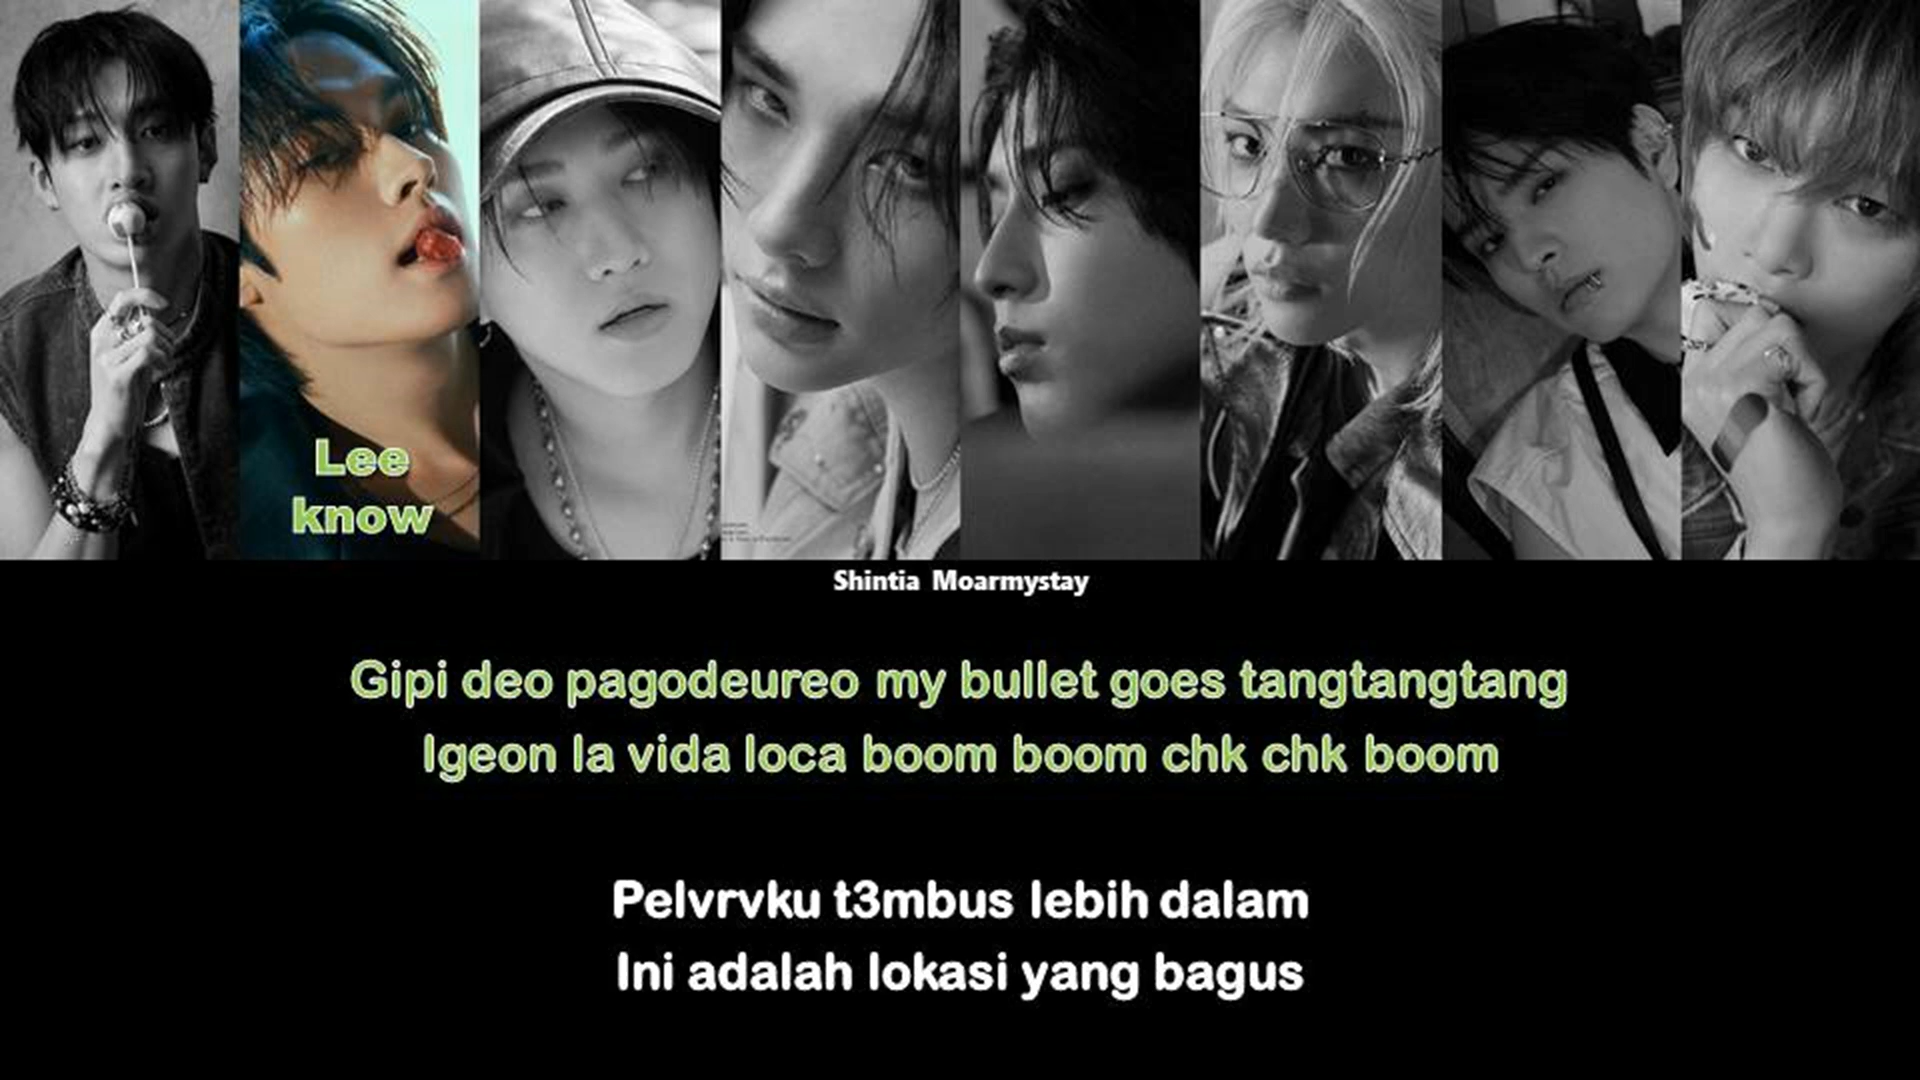 Lee
know
Shintia Moarmystay
Gipi deo pagodeureo my bullet goes tangtangtang
Igeon la vida loca boom boom chk chk boom
Pelvrvku t3mbus lebih dalam
Ini adalah lokasi yang bagus